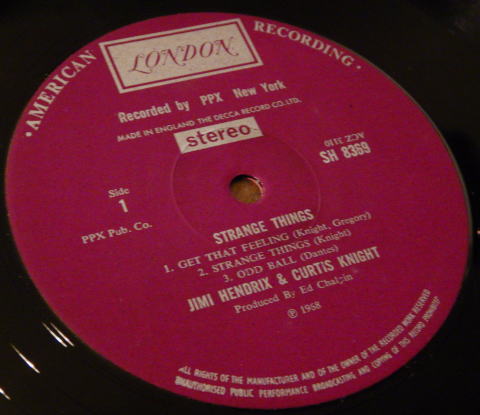 · AMERICAN RECORDING ·
LONDON
Recorded by PPX New York
MADE IN ENGLAND THE DECCA RECORD CO. LTD.
stereo
ACZ 3110
SH 8369
Side
1
PPX Pub. Co.
STRANGE THINGS
1. GET THAT FEELING (Knight, Gregory)
2. STRANGE THINGS (Knight)
3. ODD BALL (Dantes)
JIMI HENDRIX & CURTIS KNIGHT
Produced By Ed Chal;in
℗ 1968
ALL RIGHTS OF THE MANUFACTURER AND OF THE OWNER OF THE RECORDED WORK RESERVED
UNAUTHORISED PUBLIC PERFORMANCE BROADCASTING AND COPYING OF THIS RECORD PROHIBITED